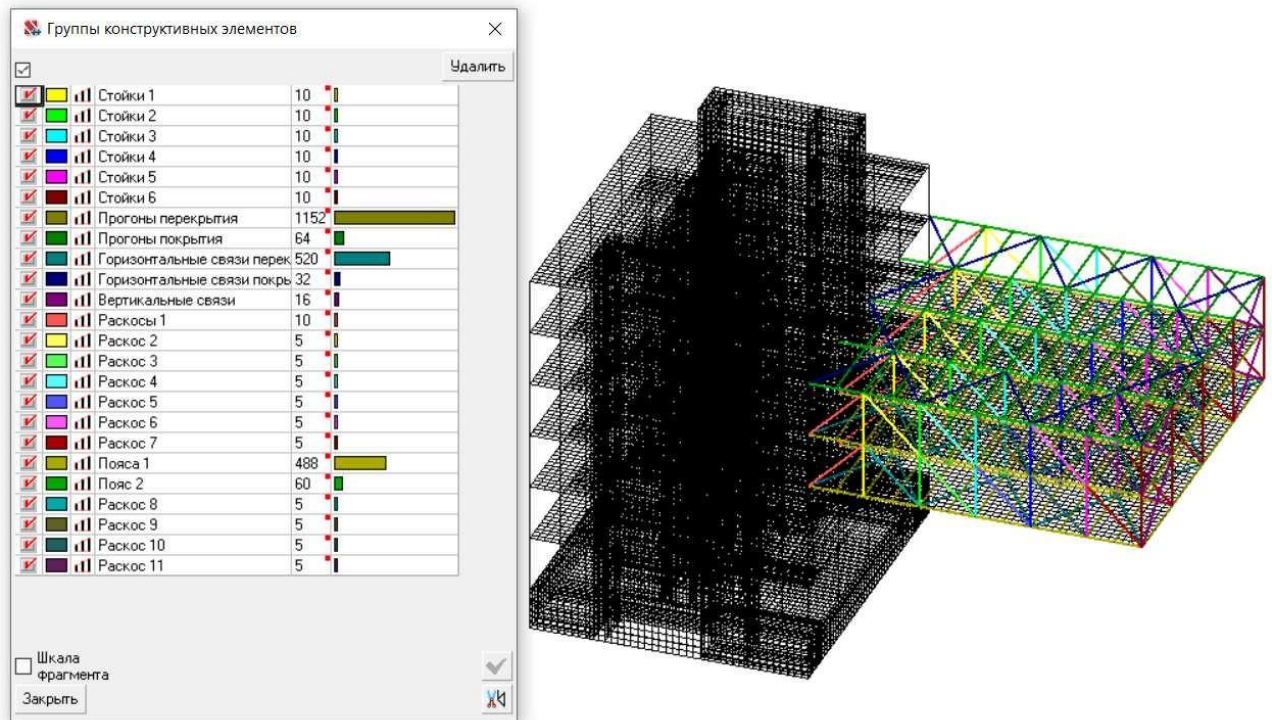 Группы конструктивных элементов
Удалить
Стойки 1 10
Стойки 2 10
Стойки 3 10
Стойки 4 10
Стойки 5 10
Стойки 6 10
Прогоны перекрытия 1152
Прогоны покрытия 64
Горизонтальные связи перек 520
Горизонтальные связи покры 32
Вертикальные связи 16
Раскосы 1 10
Раскос 2 5
Раскос 3 5
Раскос 4 5
Раскос 5 5
Раскос 6 5
Раскос 7 5
Пояса 1 488
Пояс 2 60
Раскос 8 5
Раскос 9 5
Раскос 10 5
Раскос 11 5
Шкала
фрагмента
Закрыть